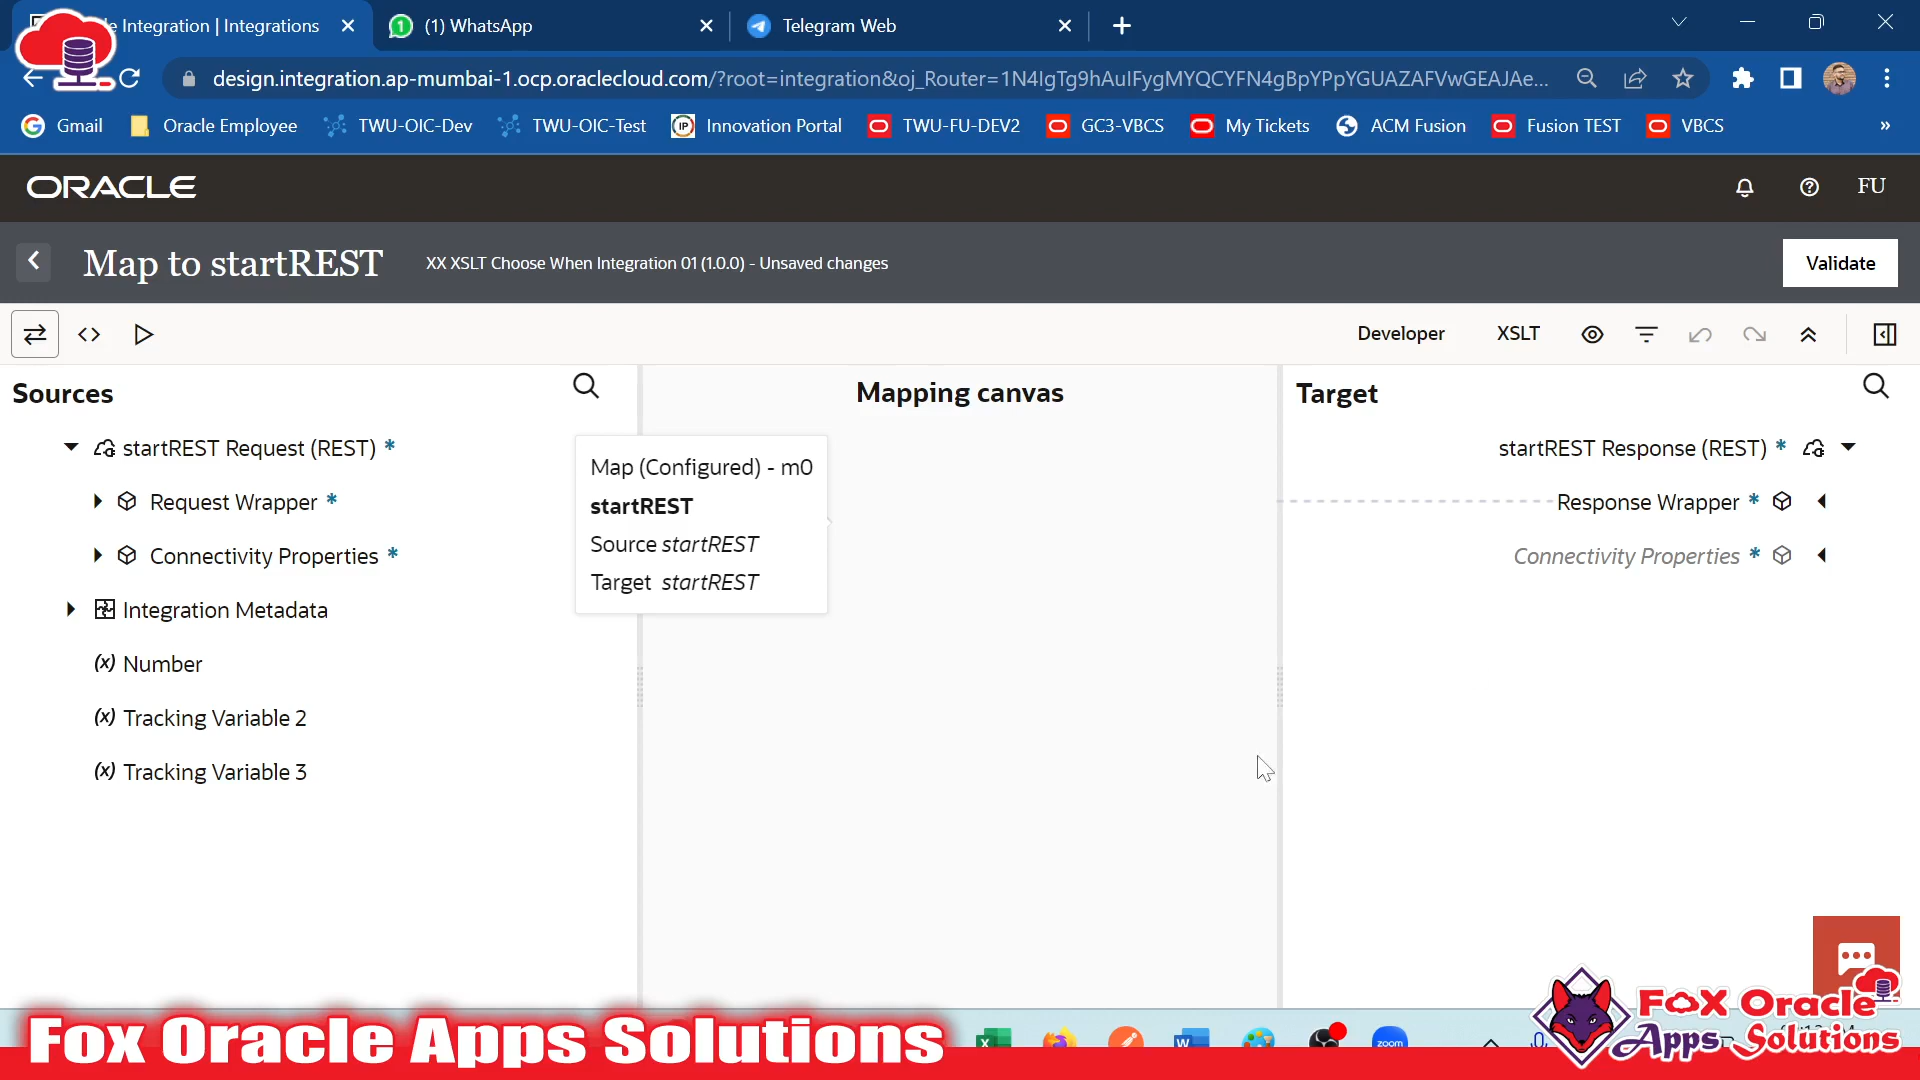 Integration | Integrations
(1) WhatsApp
Telegram Web
design.integration.ap-mumbai-1.ocp.oraclecloud.com/?root=integration&oj_Router=1N4IgTg9hAuIFygMYQCYFN4gBpYPpYGUAZAFVwGEAJAe...
Gmail
Oracle Employee
TWU-OIC-Dev
TWU-OIC-Test
IP
Innovation Portal
TWU-FU-DEV2
GC3-VBCS
My Tickets
ACM Fusion
Fusion TEST
VBCS
»
ORACLE
FU
Map to startREST
XX XSLT Choose When Integration 01 (1.0.0) - Unsaved changes
Validate
Developer
XSLT
Sources
Mapping canvas
Target
startREST Request (REST) *
Request Wrapper *
Connectivity Properties *
Integration Metadata
(x) Number
(x) Tracking Variable 2
(x) Tracking Variable 3
Map (Configured) - m0
startREST
Source startREST
Target startREST
startREST Response (REST) *
Response Wrapper *
Connectivity Properties *
Fox Oracle Apps Solutions
zoom
Fox Oracle
Apps Solutions